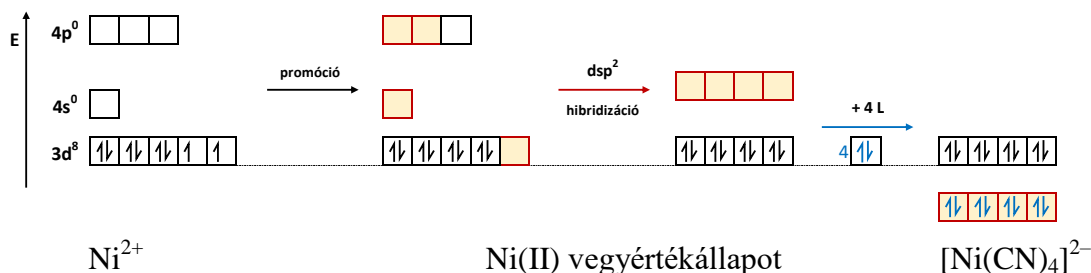 E
4p⁰
4s⁰
3d⁸
promóció
dsp²
hibridizáció
+ 4 L
4
Ni²⁺
Ni(II) vegyértékállapot
[Ni(CN)₄]²⁻